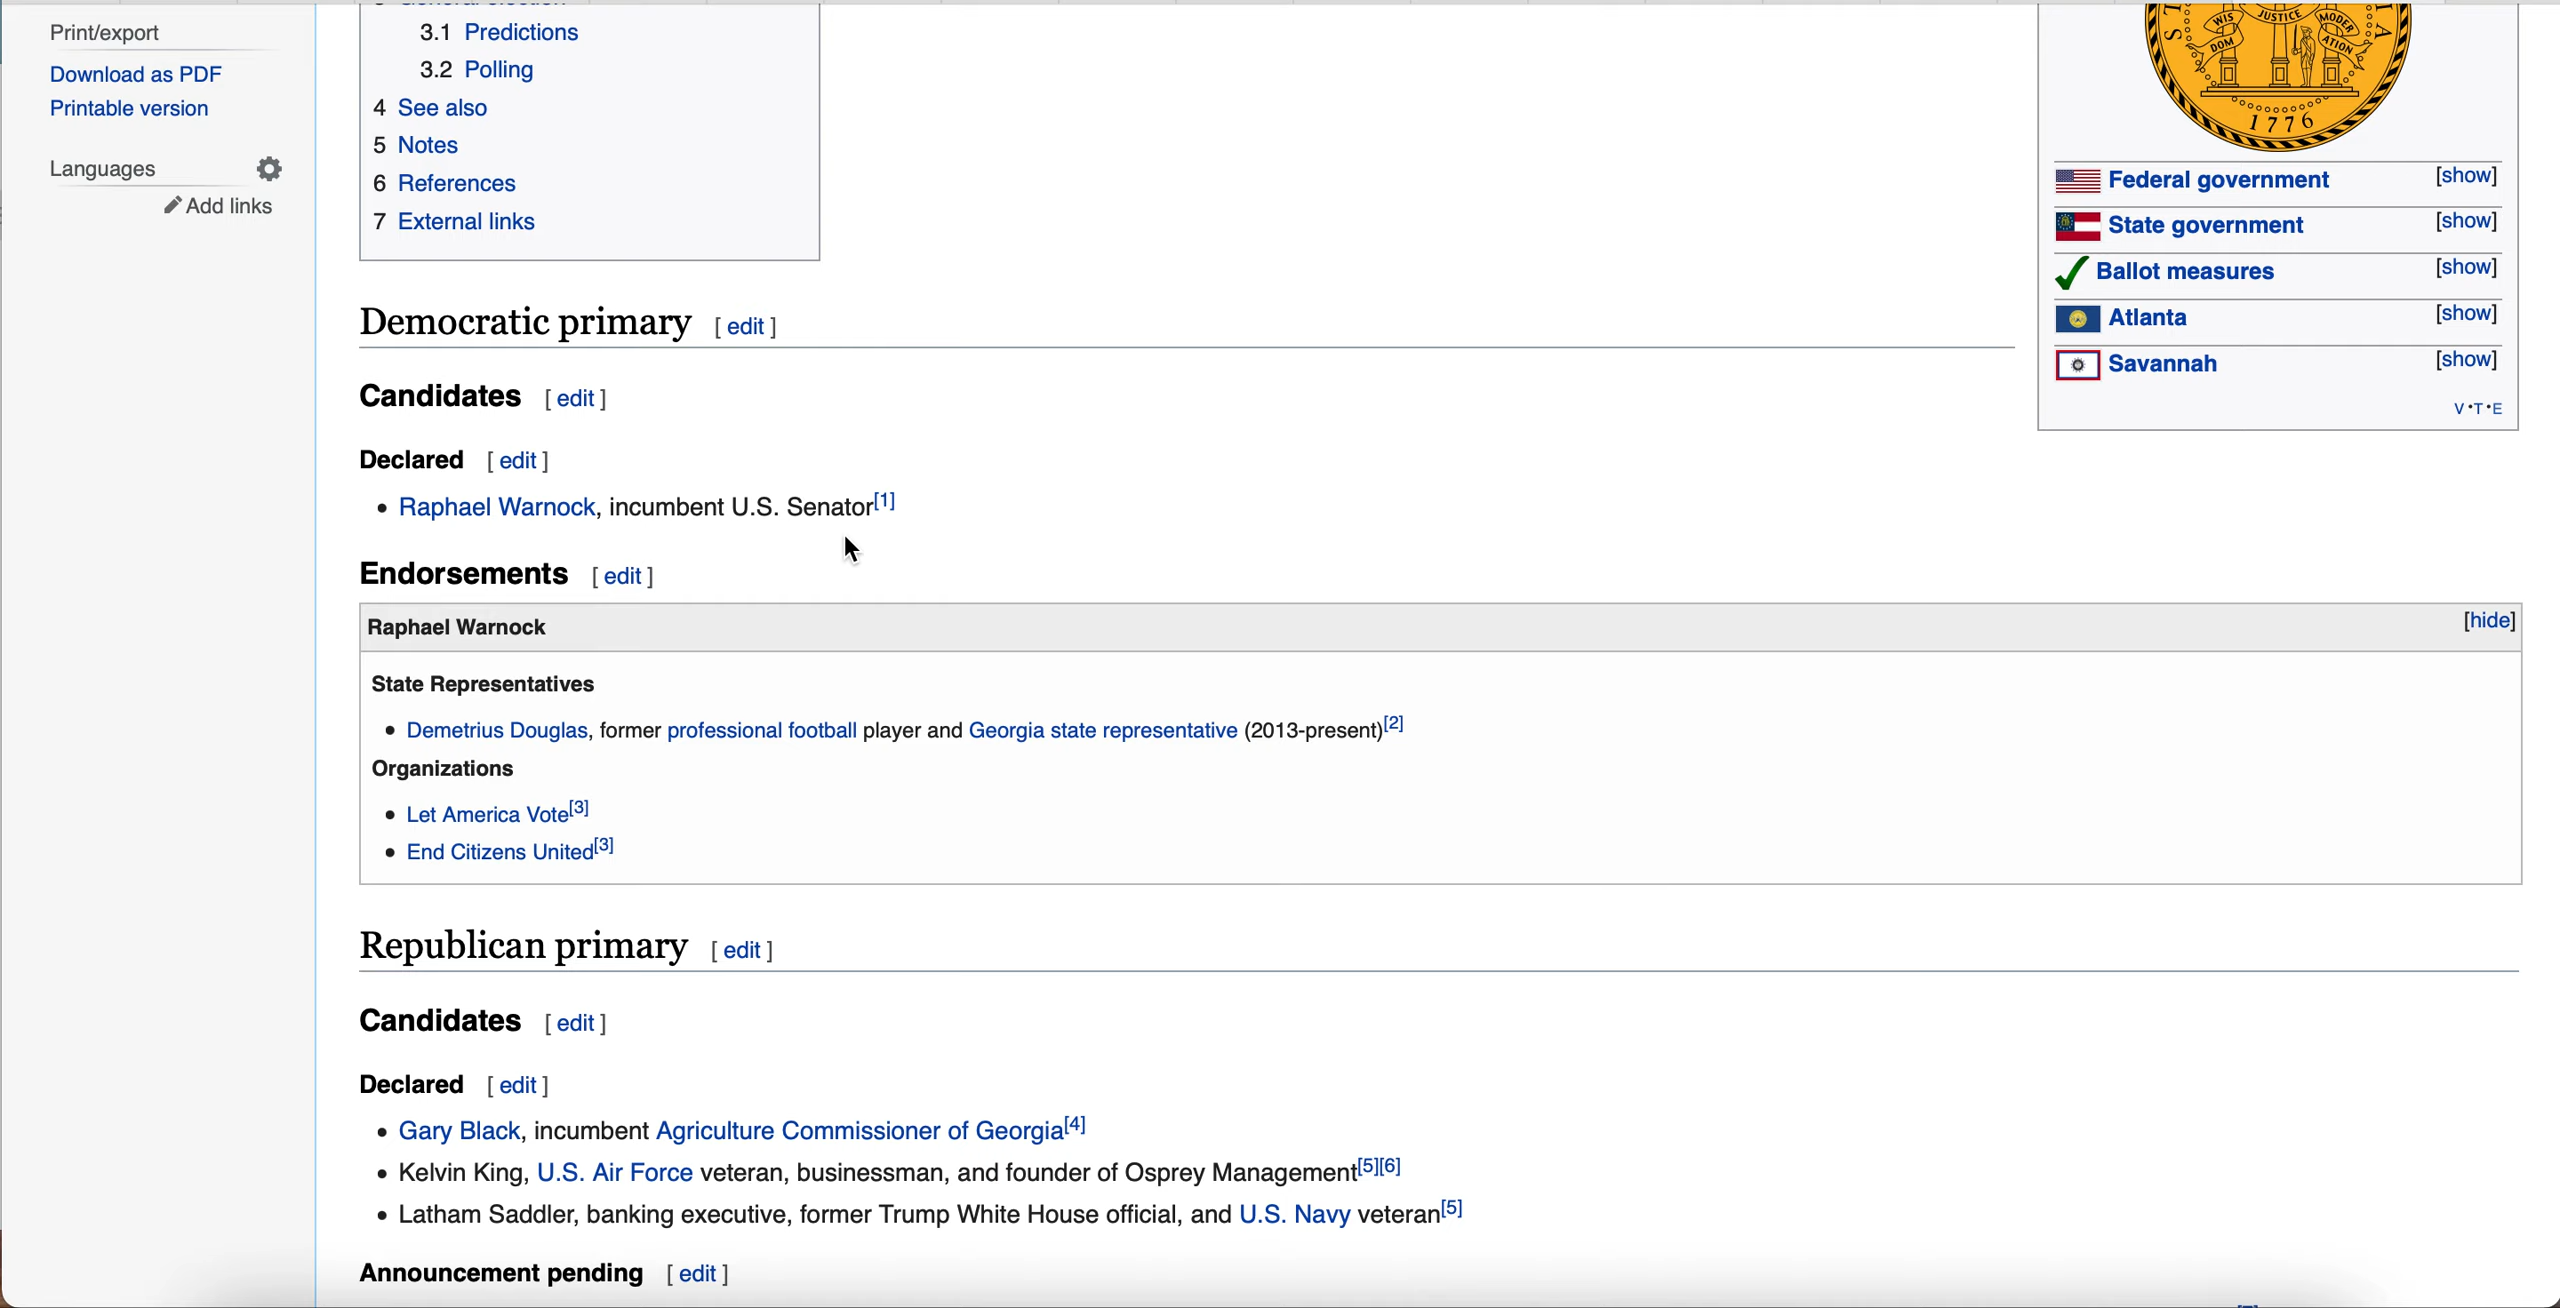 Print/export
Download as PDF
Printable version
Languages
Add links
3.1 Predictions
3.2 Polling
4 See also
5 Notes
6 References
7 External links
WIS
DOM
JUSTICE
MODER
ATION
1776
Federal government [show]
State government [show]
Ballot measures [show]
Atlanta [show]
Savannah [show]
V•T•E
Democratic primary [ edit ]
Candidates [ edit ]
Declared [ edit ]
• Raphael Warnock, incumbent U.S. Senator[1]
Endorsements [ edit ]
Raphael Warnock [hide]
State Representatives
• Demetrius Douglas, former professional football player and Georgia state representative (2013-present)[2]
Organizations
• Let America Vote[3]
• End Citizens United[3]
Republican primary [ edit ]
Candidates [ edit ]
Declared [ edit ]
• Gary Black, incumbent Agriculture Commissioner of Georgia[4]
• Kelvin King, U.S. Air Force veteran, businessman, and founder of Osprey Management[5][6]
• Latham Saddler, banking executive, former Trump White House official, and U.S. Navy veteran[5]
Announcement pending [ edit ]